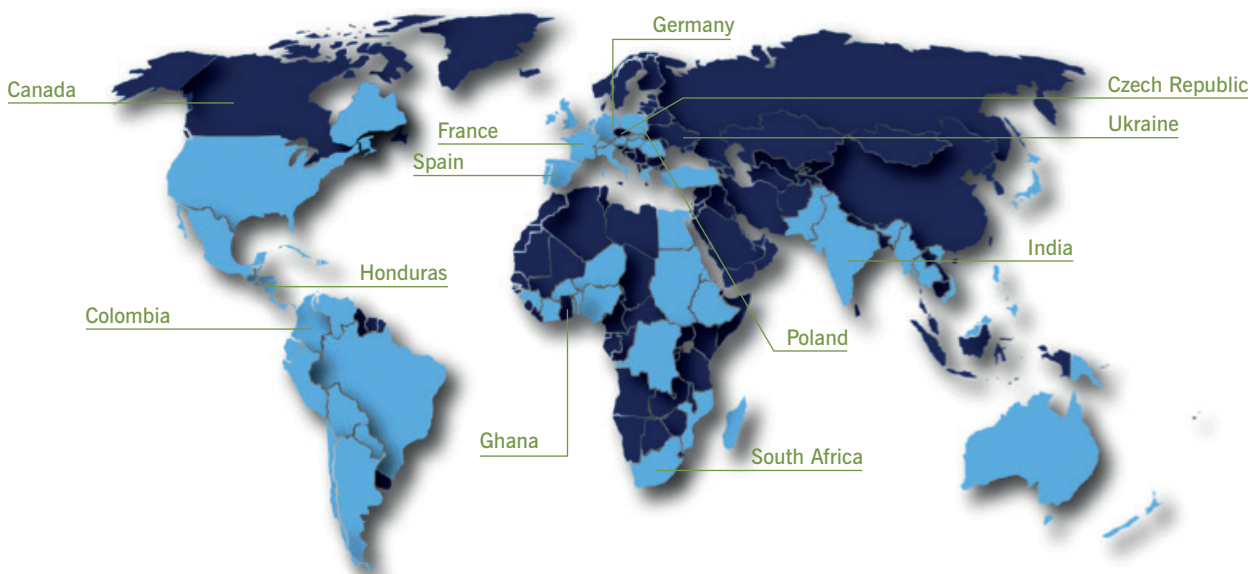 Germany
Canada
Czech Republic
France
Ukraine
Spain
India
Honduras
Colombia
Poland
Ghana
South Africa